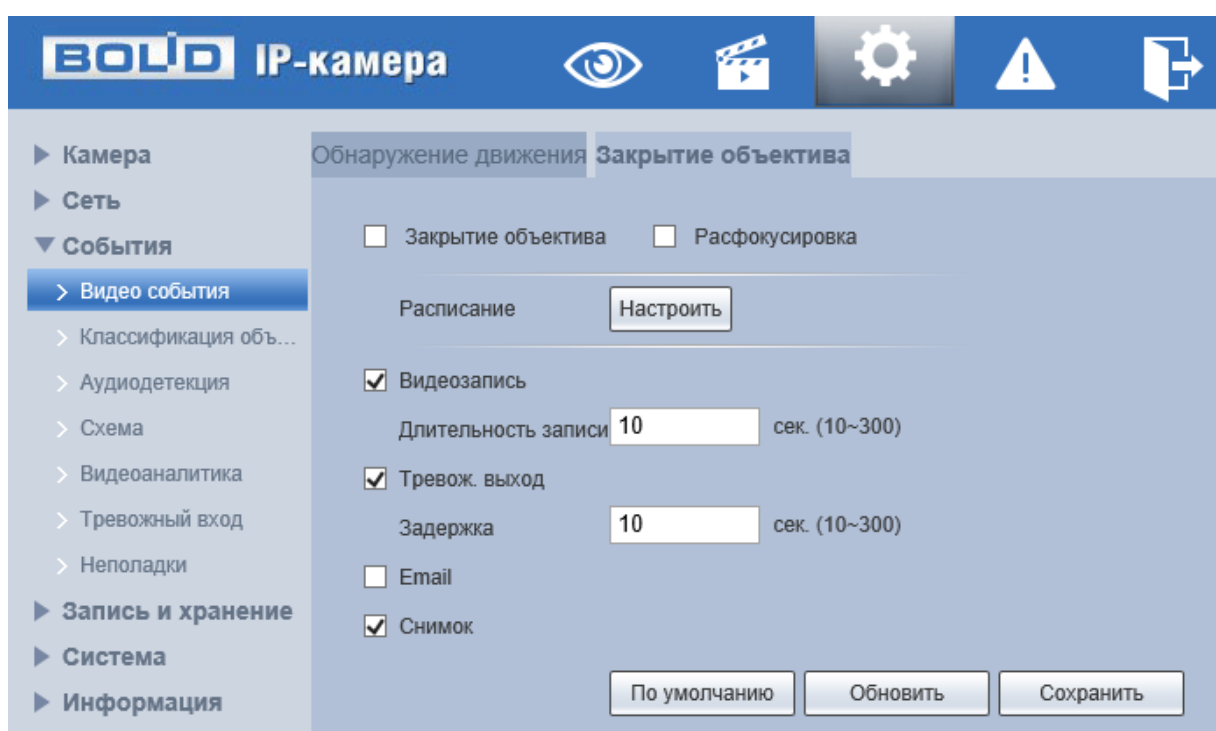 BOLID IP-камера
Камера
Сеть
События
Видео события
Классификация объ...
Аудиодетекция
Схема
Видеоаналитика
Тревожный вход
Неполадки
Запись и хранение
Система
Информация
Обнаружение движения Закрытие объектива
Закрытие объектива Расфокусировка
Расписание Настроить
Видеозапись
Длительность записи 10 сек. (10~300)
Тревож. выход
Задержка 10 сек. (10~300)
Email
Снимок
По умолчанию Обновить Сохранить